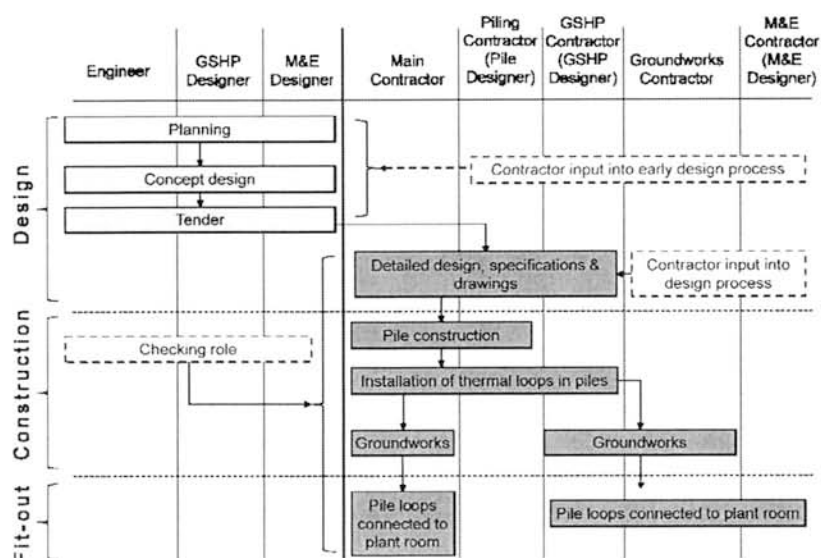 Engineer
GSHP
Designer
M&E
Designer
Main
Contractor
Piling
Contractor
(Pile
Designer)
GSHP
Contractor
(GSHP
Designer)
Groundworks
Contractor
M&E
Contractor
(M&E
Designer)
Design
Planning
Contractor input into early design process
Concept design
Tender
Detailed design, specifications &
drawings
Contractor input into
design process
Construction
Pile construction
Checking role
Installation of thermal loops in piles
Groundworks
Groundworks
Fit-out
Pile loops
connected to
plant room
Pile loops connected to plant room